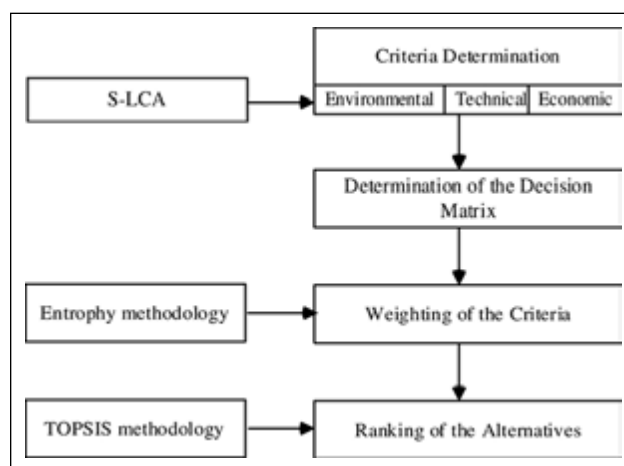 Criteria Determination
S-LCA
Environmental Technical Economic
Determination of the Decision
Matrix
Entrophy methodology
Weighting of the Criteria
TOPSIS methodology
Ranking of the Alternatives